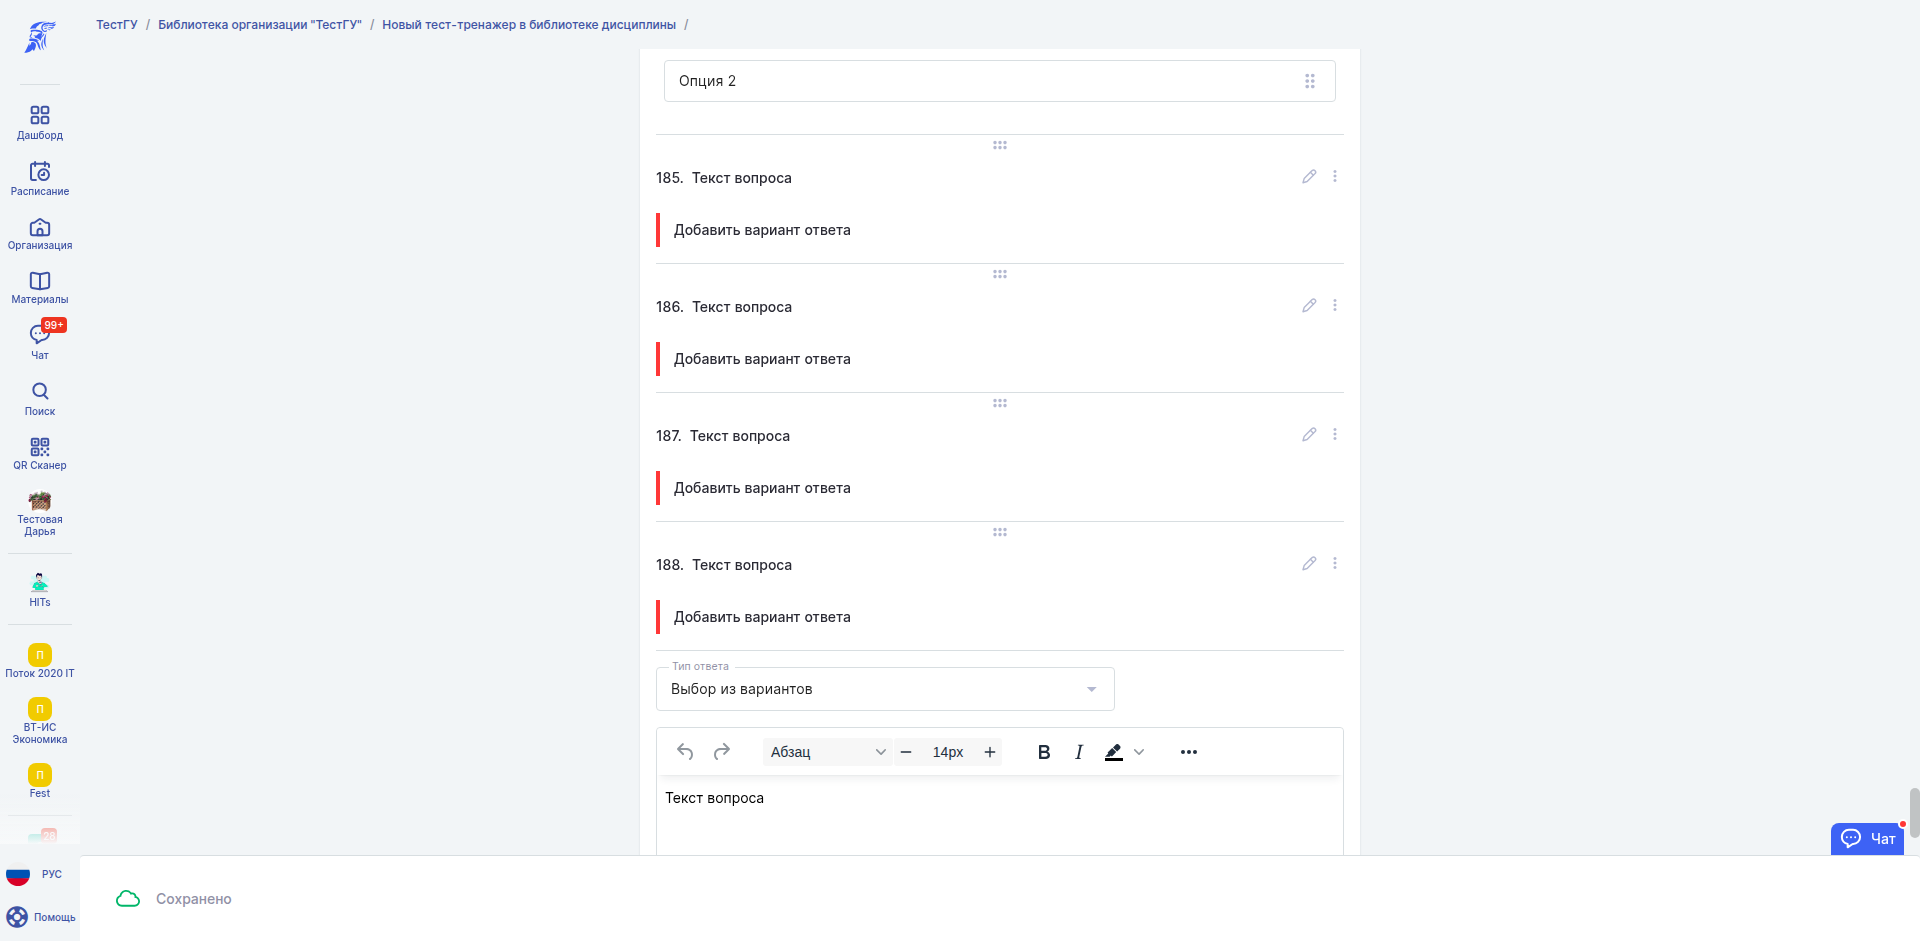 ТестГУ / Библиотека организации "ТестГУ" / Новый тест-тренажер в библиотеке дисциплины /
Дашборд
Расписание
Организация
Материалы
99+
Чат
Поиск
QR Сканер
Тестовая
Дарья
HITs
П
Поток 2020 IT
П
ВТ-ИС
Экономика
П
Fest
28
РУС
Помощь
Опция 2
185. Текст вопроса
Добавить вариант ответа
186. Текст вопроса
Добавить вариант ответа
187. Текст вопроса
Добавить вариант ответа
188. Текст вопроса
Добавить вариант ответа
Тип ответа
Выбор из вариантов
Абзац 14px B I
Текст вопроса
Чат
Сохранено